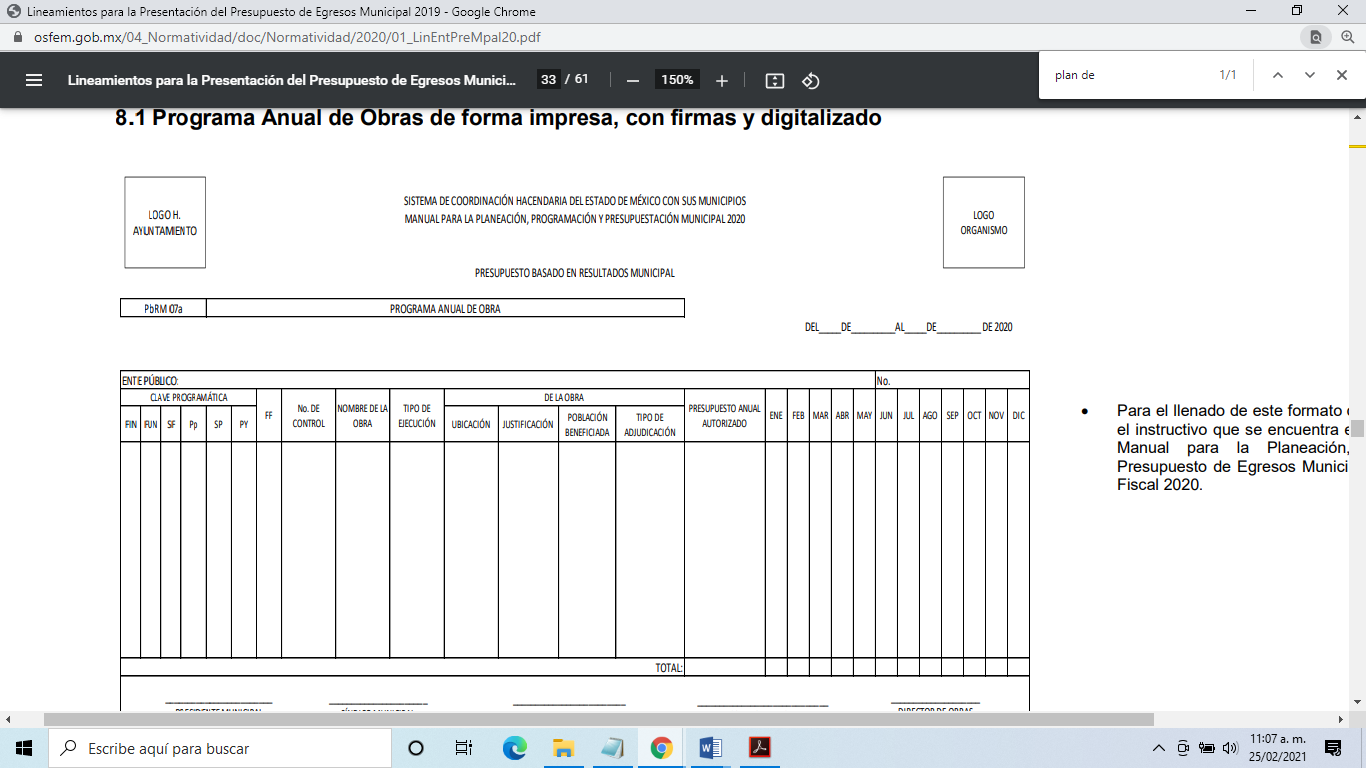 Lineamientos para la Presentación del Presupuesto de Egresos Municipal 2019 - Google Chrome
osfem.gob.mx/04_Normatividad/doc/Normatividad/2020/01_LinEntPreMpal20.pdf
Lineamientos para la Presentación del Presupuesto de Egresos Munici...
33 / 61
150%
plan de
1/1
8.1 Programa Anual de Obras de forma impresa, con firmas y digitalizado
LOGO H.
AYUNTAMIENTO
SISTEMA DE COORDINACIÓN HACENDARIA DEL ESTADO DE MÉXICO CON SUS MUNICIPIOS
MANUAL PARA LA PLANEACIÓN, PROGRAMACIÓN Y PRESUPUESTACIÓN MUNICIPAL 2020
LOGO
ORGANISMO
PRESUPUESTO BASADO EN RESULTADOS MUNICIPAL
PbRM 07a
PROGRAMA ANUAL DE OBRA
DEL____DE________AL____DE________ DE 2020
ENTE PÚBLICO:
No.
CLAVE PROGRAMÁTICA
FIN FUN SF Pp SP PY
FF
No. DE
CONTROL
NOMBRE DE LA
OBRA
TIPO DE
EJECUCIÓN
DE LA OBRA
UBICACIÓN
JUSTIFICACIÓN
POBLACIÓN
BENEFICIADA
TIPO DE
ADJUDICACIÓN
PRESUPUESTO ANUAL
AUTORIZADO
ENE FEB MAR ABR MAY JUN JUL AGO SEP OCT NOV DIC
TOTAL:
PRESIDENTE MUNICIPAL
DIRECTOR DE OBRAS
• Para el llenado de este formato
el instructivo que se encuentra
Manual para la Planeación,
Presupuesto de Egresos Munici
Fiscal 2020.
Escribe aquí para buscar
11:07 a. m.
25/02/2021